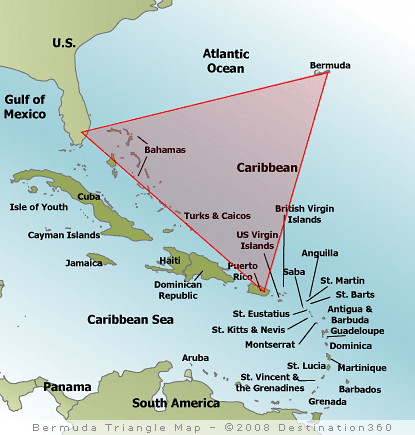 U.S.
Atlantic
Ocean
Bermuda
Gulf of
Mexico
Bahamas
Caribbean
Cuba
Isle of Youth
Turks & Caicos
British Virgin
Islands
Cayman Islands
US Virgin
Islands
Anguilla
Jamaica
Haiti
Puerto
Rico
Saba
St. Martin
Dominican
Republic
St. Barts
St. Eustatius
Antigua &
Barbuda
Caribbean Sea
St. Kitts & Nevis
Guadeloupe
Montserrat
Dominica
Aruba
St. Lucia
Martinique
Panama
St. Vincent &
the Grenadines
Barbados
South America
Grenada
Bermuda Triangle Map - ©2008 Destination360